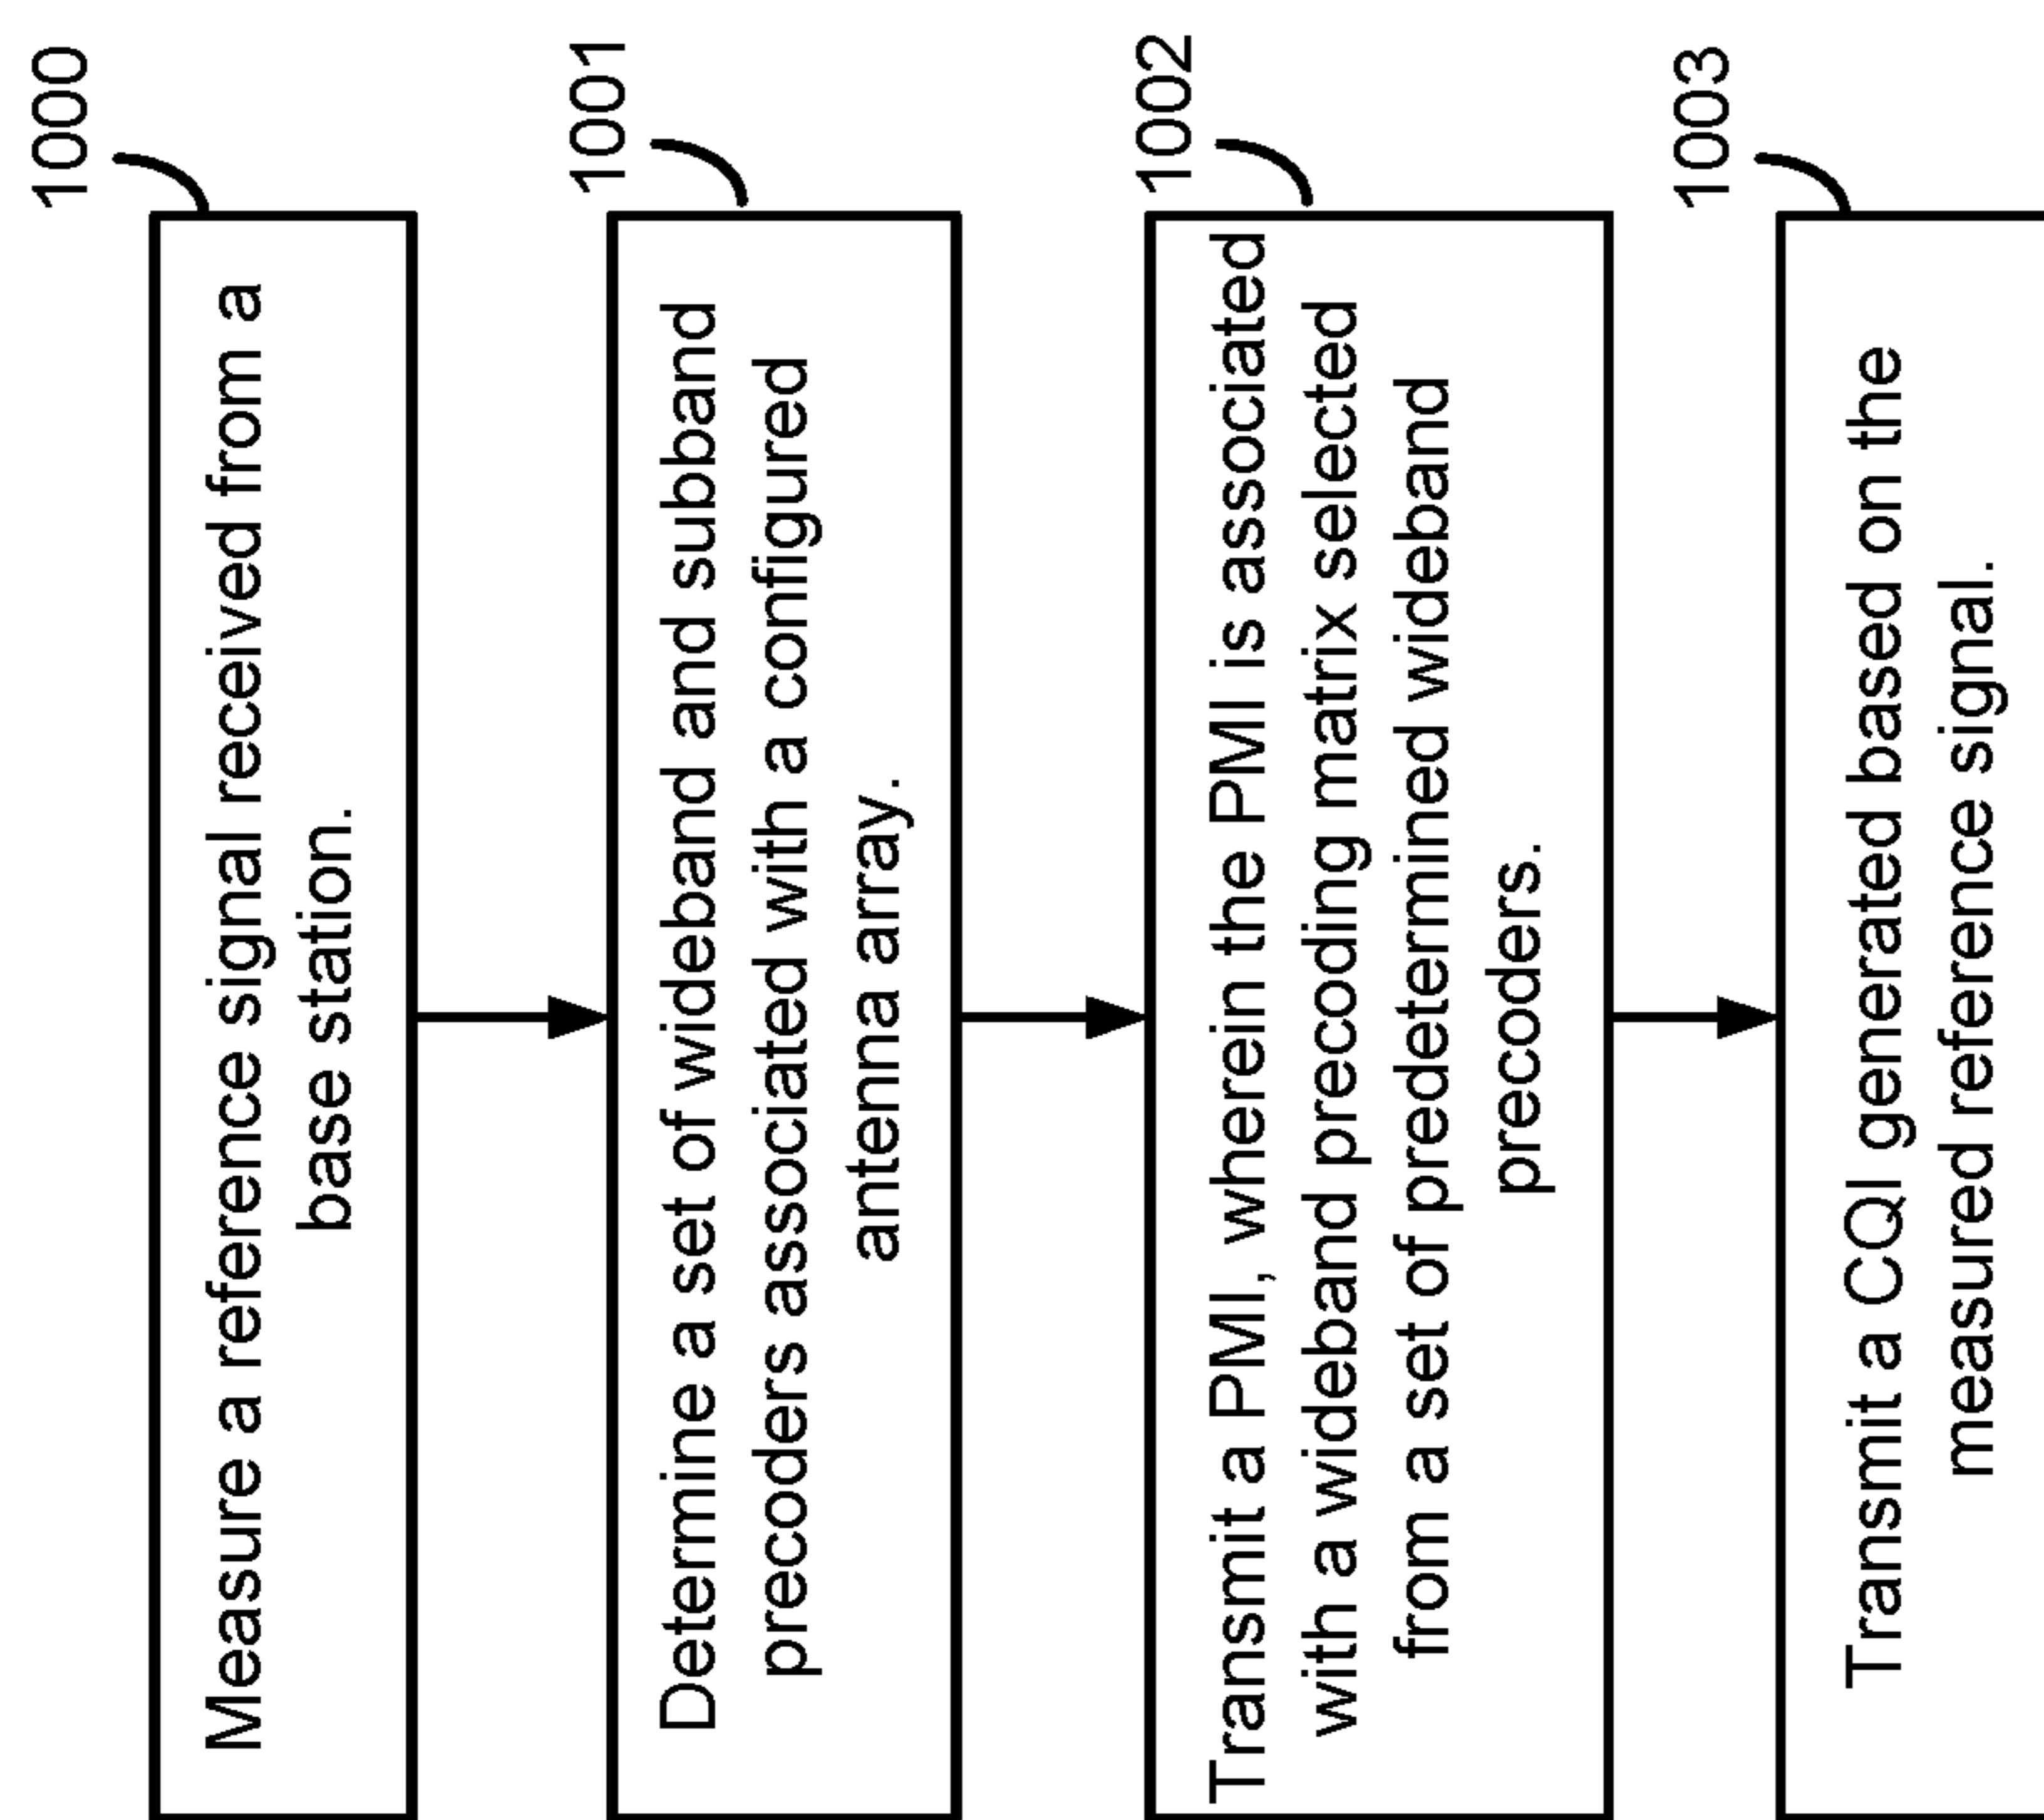 1000
Measure a reference signal received from a
base station.
1001
Determine a set of wideband and subband
precoders associated with a configured
antenna array.
1002
Transmit a PMI, wherein the PMI is associated
with a wideband precoding matrix selected
from a set of predetermined wideband
precoders.
1003
Transmit a CQI generated based on the
measured reference signal.